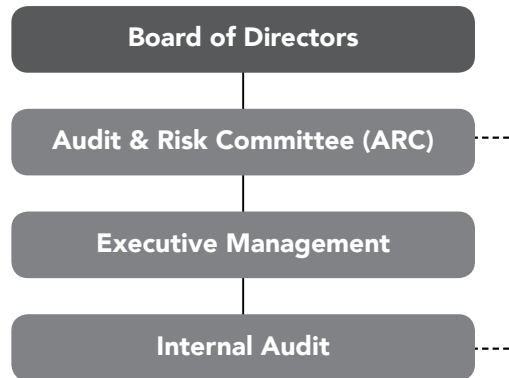 Board of Directors
Audit & Risk Committee (ARC)
Executive Management
Internal Audit